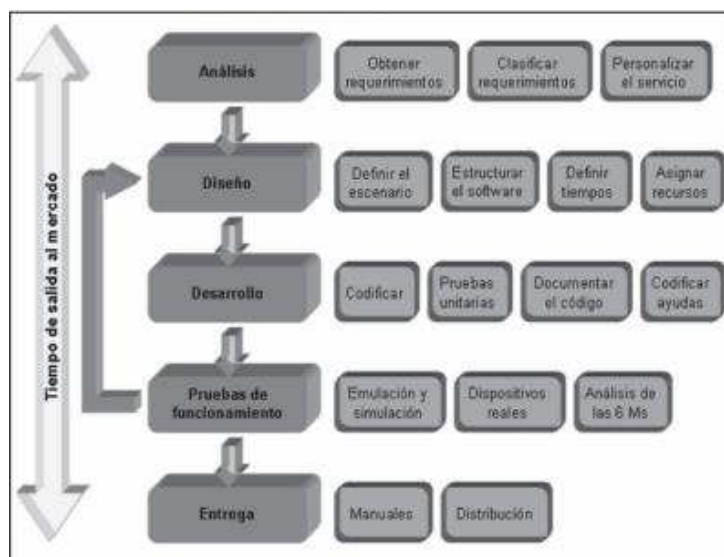 Tiempo de salida al mercado
Análisis
Obtener
requerimientos
Clasificar
requerimientos
Personalizar
el servicio
Diseño
Definir el
escenario
Estructurar
el software
Definir
tiempos
Asignar
recursos
Desarrollo
Codificar
Pruebas
unitarias
Documentar
el código
Codificar
ayudas
Pruebas de
funcionamiento
Emulación y
simulación
Dispositivos
reales
Análisis de
las 6 Ms
Entrega
Manuales
Distribución